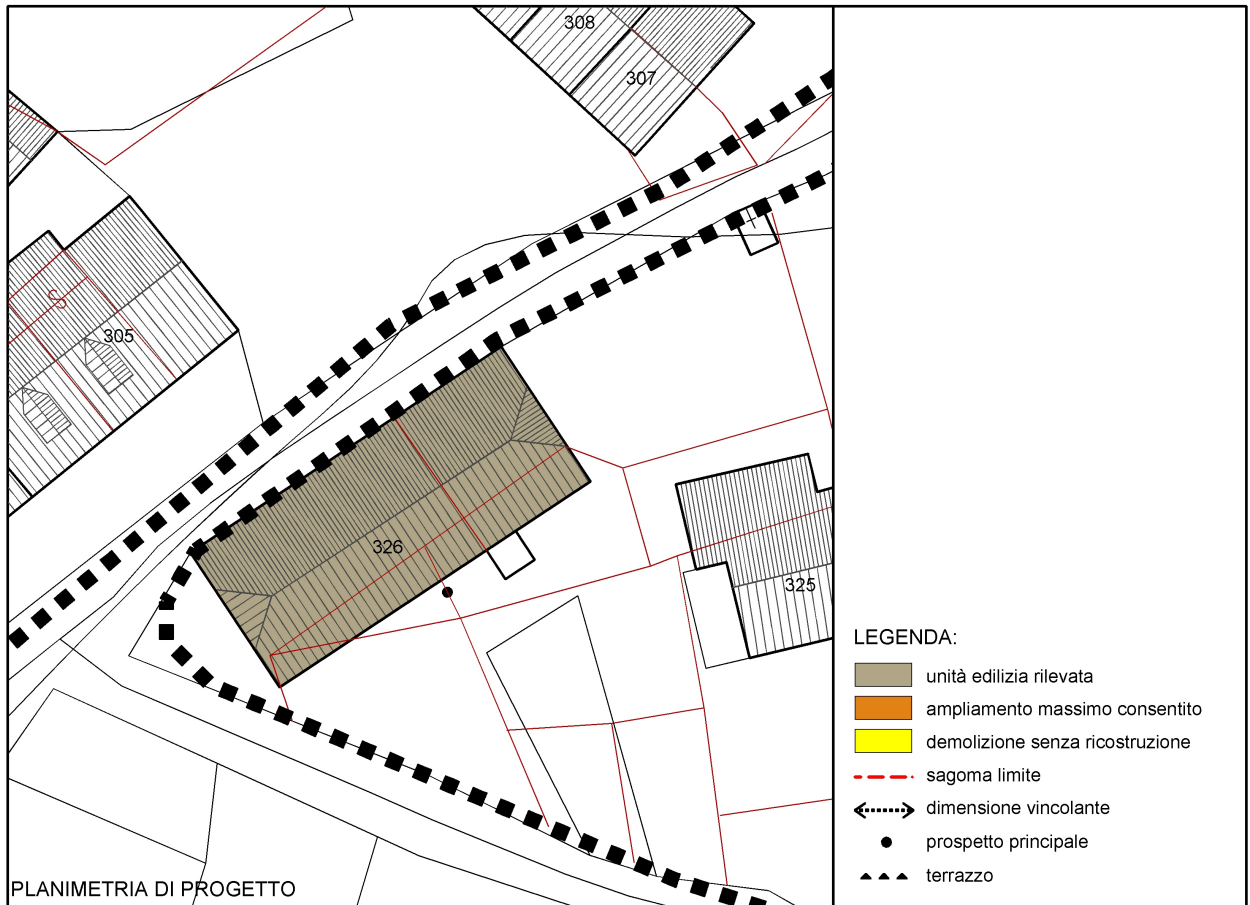 308
307
305
326
325
LEGENDA:
unità edilizia rilevata
ampliamento massimo consentito
demolizione senza ricostruzione
sagoma limite
dimensione vincolante
prospetto principale
terrazzo
PLANIMETRIA DI PROGETTO